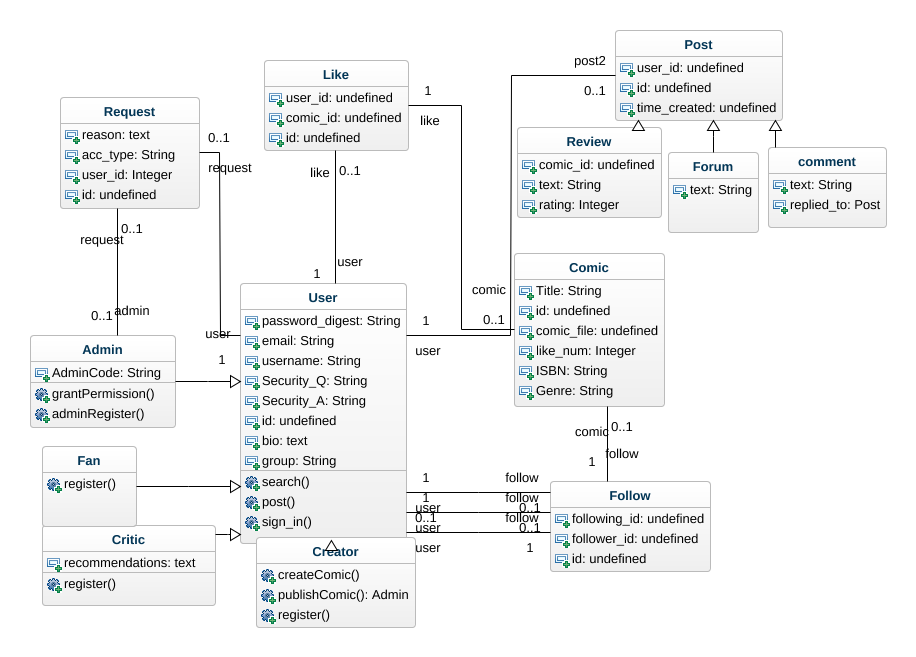 Post
user_id: undefined
id: undefined
time_created: undefined
post2
0..1
Like
user_id: undefined
comic_id: undefined
id: undefined
1
like
like
0..1
user
1
Request
reason: text
acc_type: String
user_id: Integer
id: undefined
0..1
request
0..1
request
admin
0..1
user
1
Review
comic_id: undefined
text: String
rating: Integer
Forum
text: String
comment
text: String
replied_to: Post
Comic
Title: String
id: undefined
comic_file: undefined
like_num: Integer
ISBN: String
Genre: String
comic
0..1
User
password_digest: String
email: String
username: String
Security_Q: String
Security_A: String
id: undefined
bio: text
group: String
search()
post()
sign_in()
1
user
Admin
AdminCode: String
grantPermission()
adminRegister()
Fan
register()
Critic
recommendations: text
register()
Creator
createComic()
publishComic(): Admin
register()
comic
0..1
follow
1
1
follow
1
follow
user
0..1
0..1
follow
user
0..1
user
1
Follow
following_id: undefined
follower_id: undefined
id: undefined